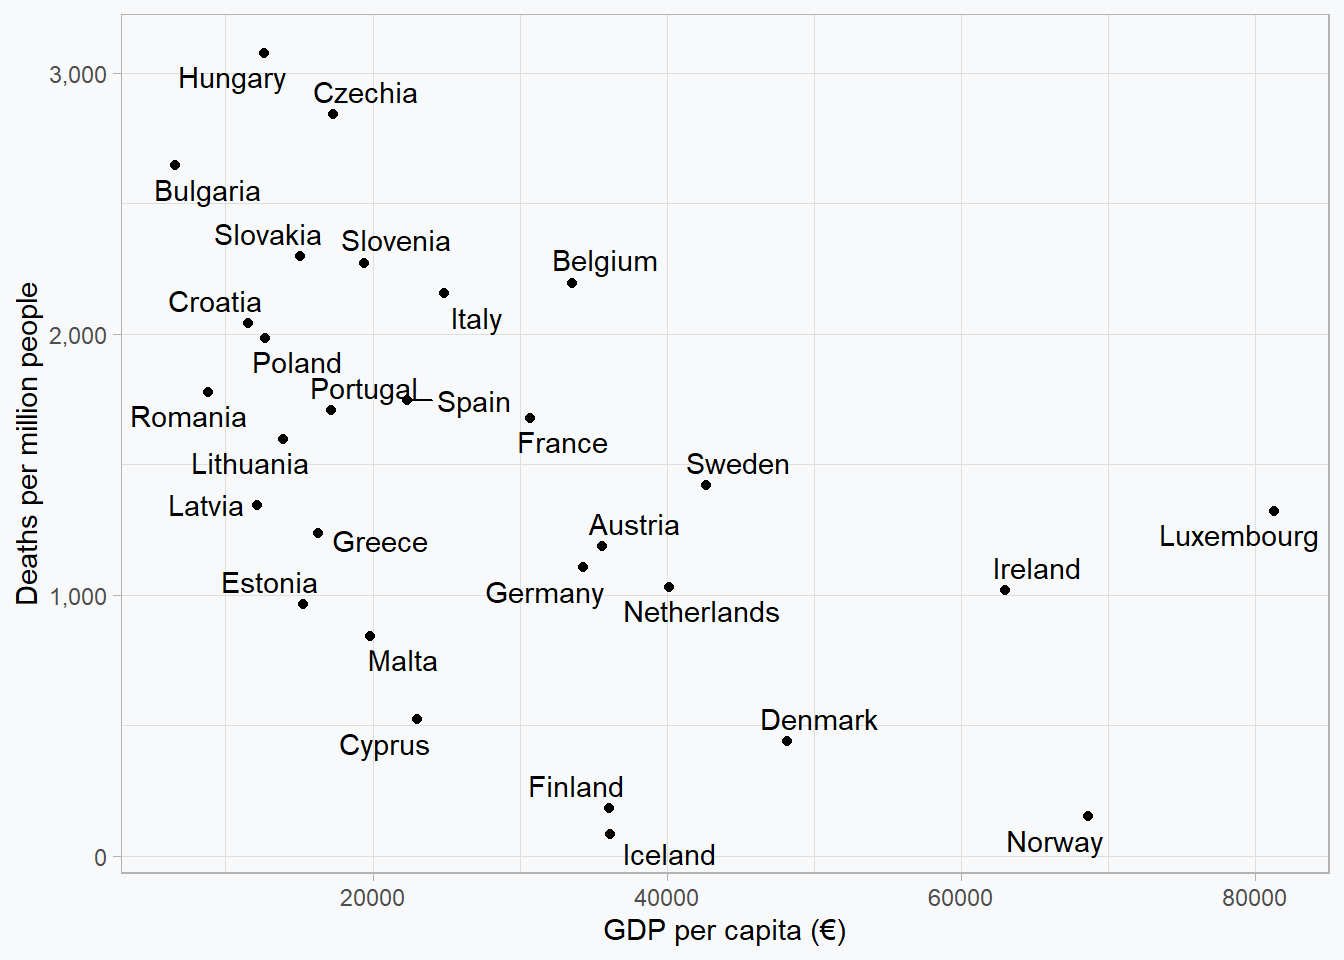 3,000
2,000
1,000
0
Deaths per million people
Hungary
Czechia
Bulgaria
Slovakia
Slovenia
Belgium
Croatia
Italy
Poland
Portugal
Spain
Romania
France
Lithuania
Sweden
Latvia
Austria
Greece
Luxembourg
Estonia
Ireland
Germany
Netherlands
Malta
Denmark
Cyprus
Finland
Norway
Iceland
20000
40000
60000
80000
GDP per capita (€)